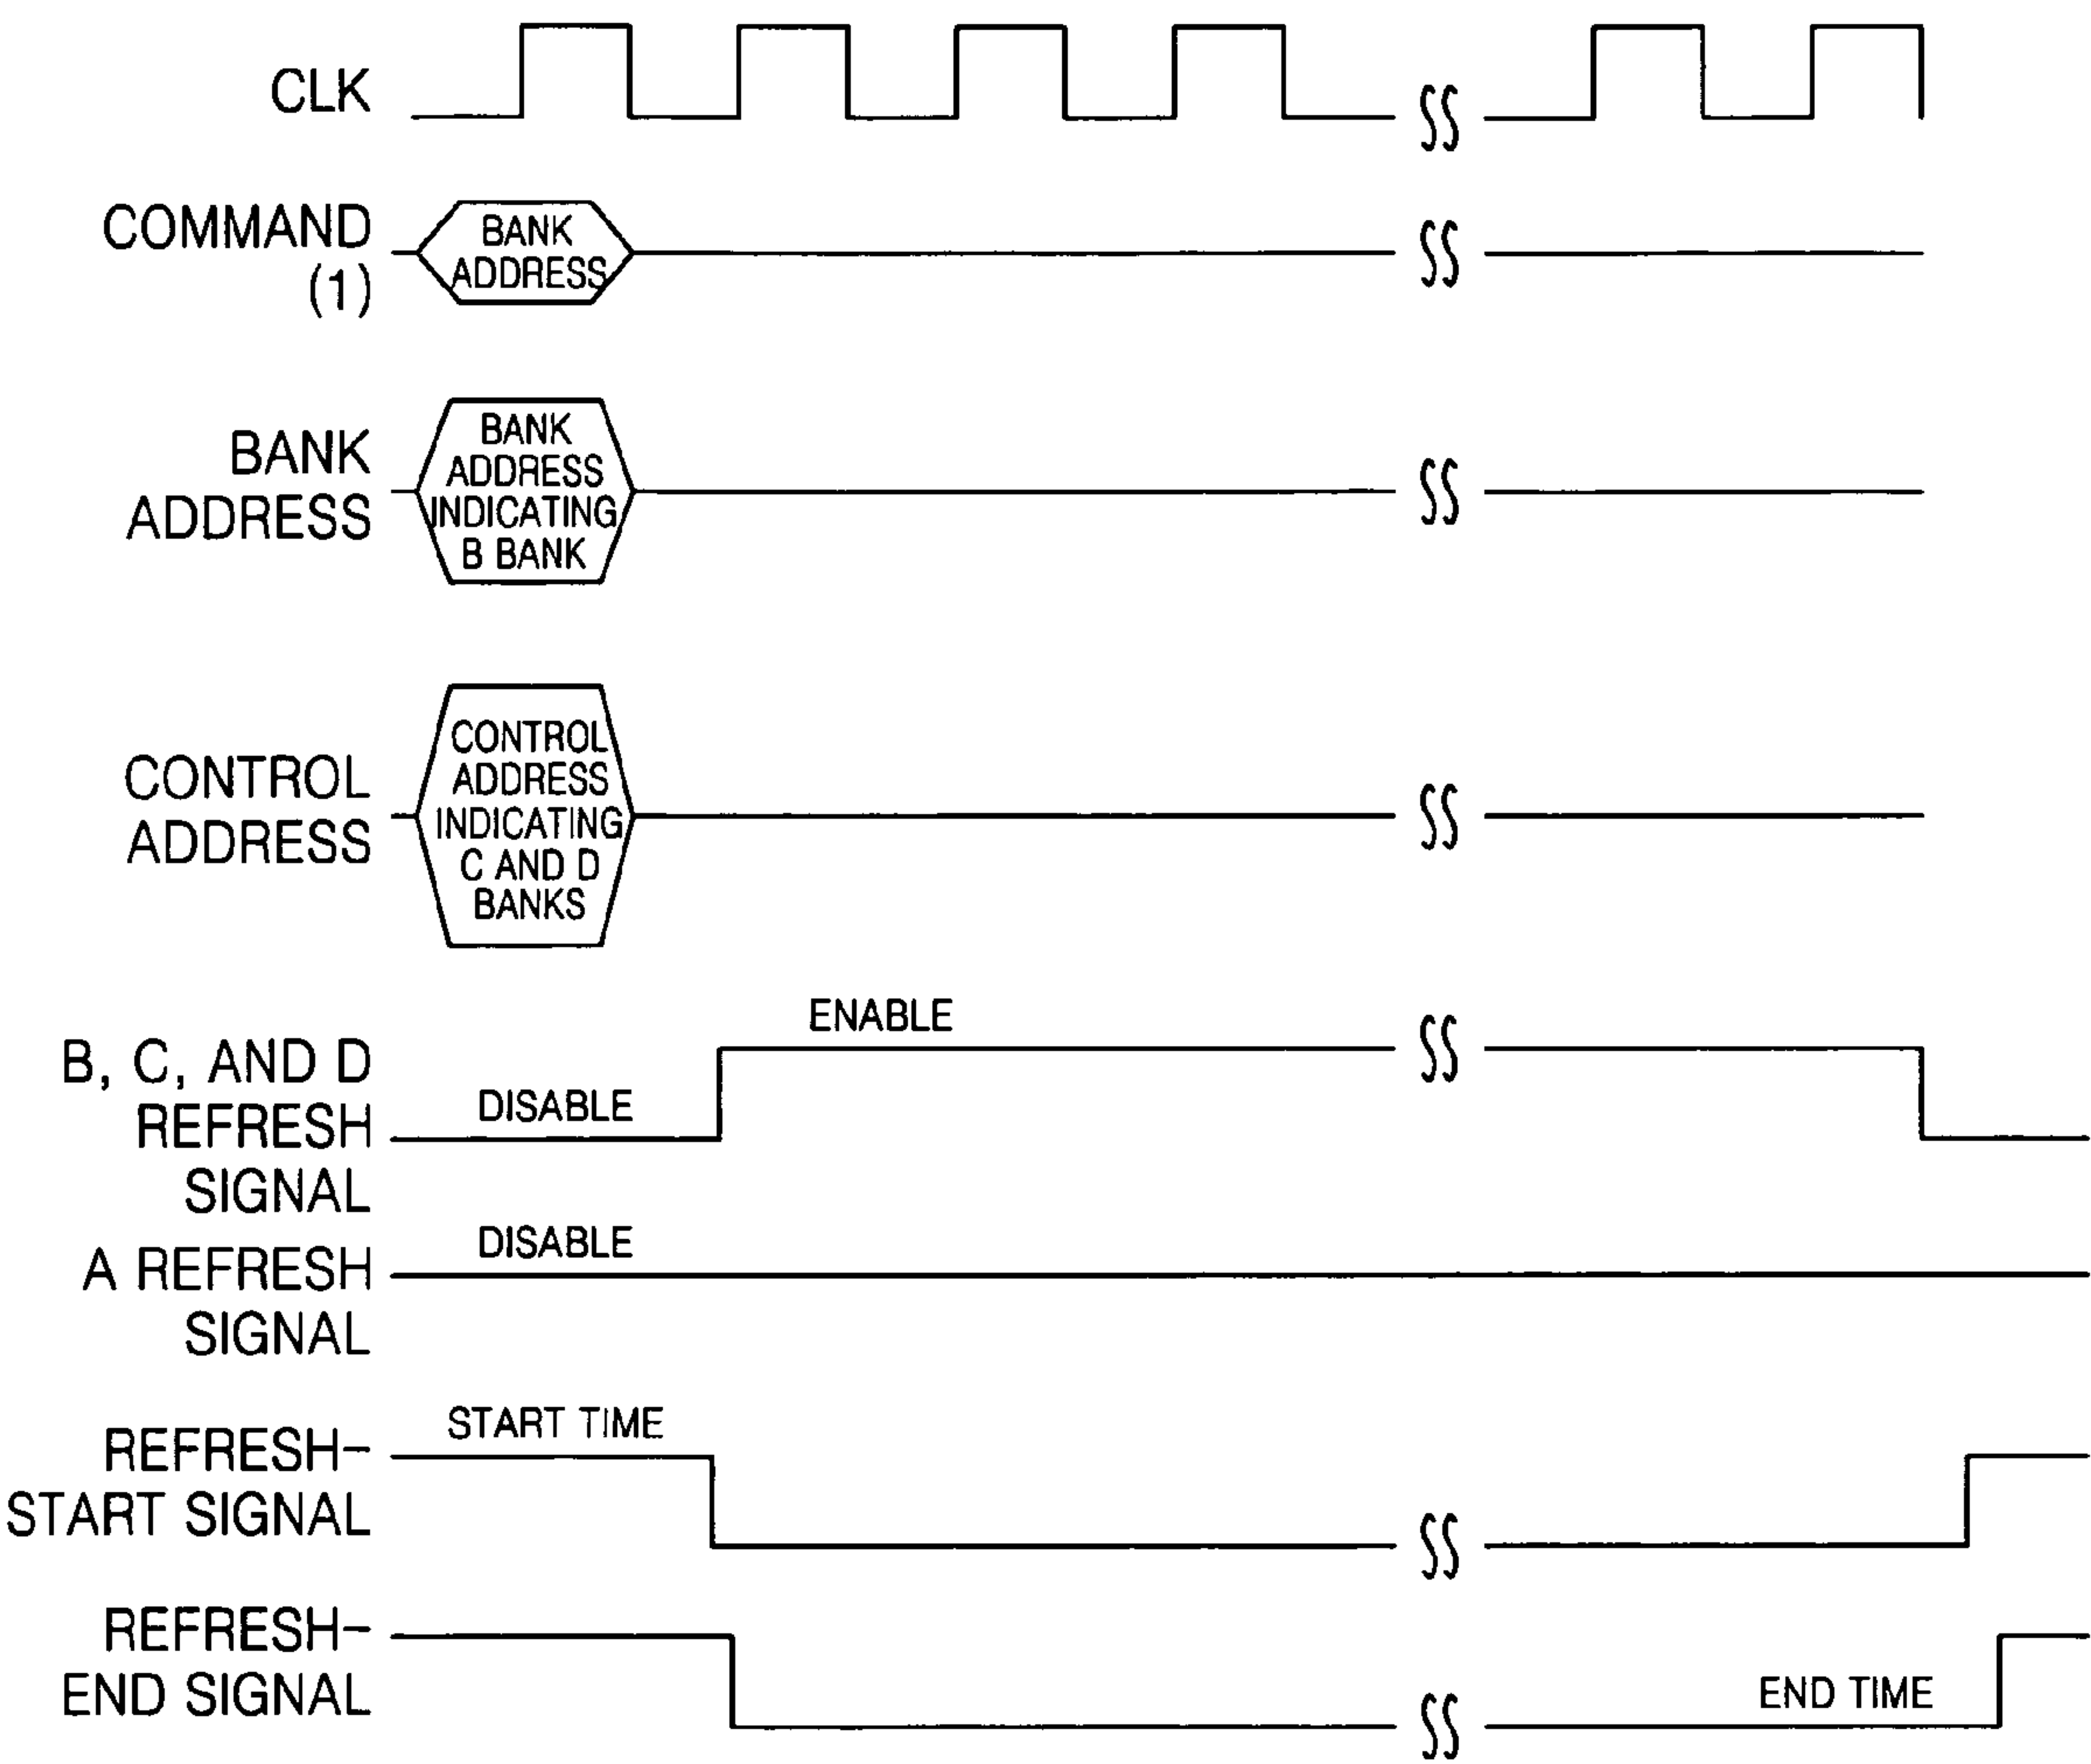 CLK
COMMAND
(1)
BANK
ADDRESS
BANK
ADDRESS
BANK
ADDRESS
INDICATING
B BANK
CONTROL
ADDRESS
CONTROL
ADDRESS
INDICATING
C AND D
BANKS
B, C, AND D
REFRESH
SIGNAL
DISABLE
ENABLE
A REFRESH
SIGNAL
DISABLE
REFRESH-
START SIGNAL
START TIME
REFRESH-
END SIGNAL
END TIME